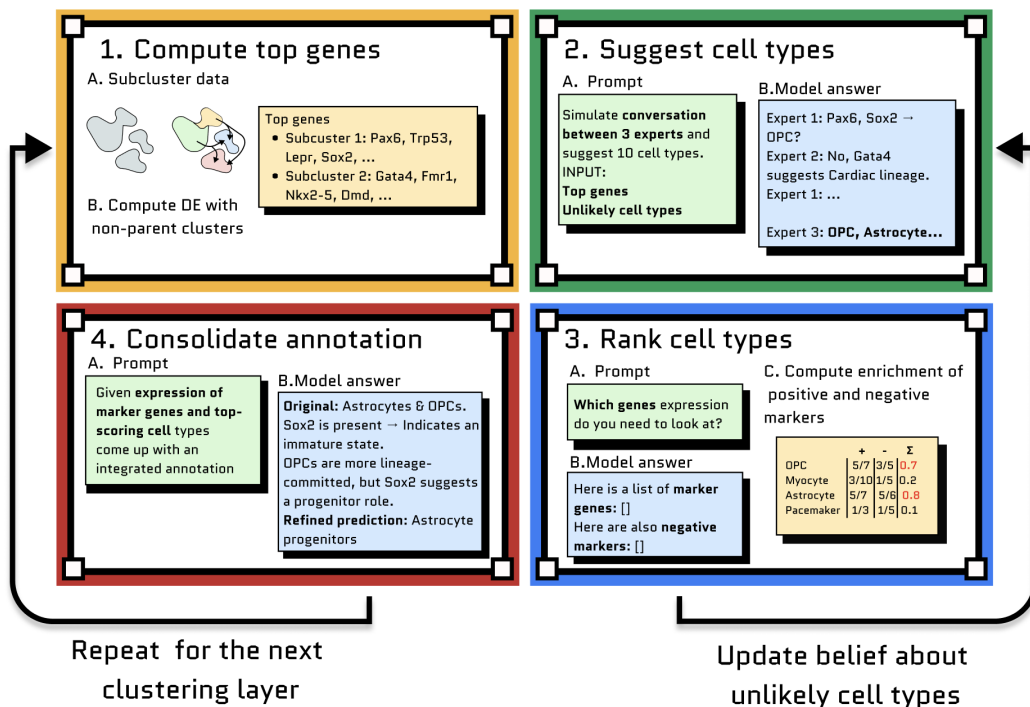 1. Compute top genes
A. Subcluster data
Top genes
• Subcuster 1: Pax6, Trp53,
Lepr, Sox2, ...
• Subcluster 2: Gata4, Fmr1,
Nkx2-5, Dmd, ...
B. Compute DE with
non-parent clusters
2. Suggest cell types
A. Prompt
Simulate conversation
between 3 experts and
suggest 10 cell types.
INPUT:
Top genes
Unlikely cell types
B.Model answer
Expert 1: Pax6, Sox2 →
OPC?
Expert 2: No, Gata4
suggests Cardiac lineage.
Expert 1: ...
Expert 3: OPC, Astrocyte...
4. Consolidate annotation
A. Prompt
Given expression of
marker genes and top-
scoring cell types
come up with an
integrated annotation
B.Model answer
Original: Astrocytes & OPCs.
Sox2 is present → Indicates an
immature state.
OPCs are more lineage-
committed, but Sox2 suggests
a progenitor role.
Refined prediction: Astrocyte
progenitors
3. Rank cell types
A. Prompt
Which genes expression
do you need to look at?
B.Model answer
Here is a list of marker
genes: []
Here are also negative
markers: []
C. Compute enrichment of
positive and negative
markers
+ - Σ
OPC 5/7 3/5 0.7
Myocyte 3/10 1/5 0.2
Astrocyte 5/7 5/6 0.8
Pacemaker 1/3 1/5 0.1
Repeat for the next
clustering layer
Update belief about
unlikely cell types